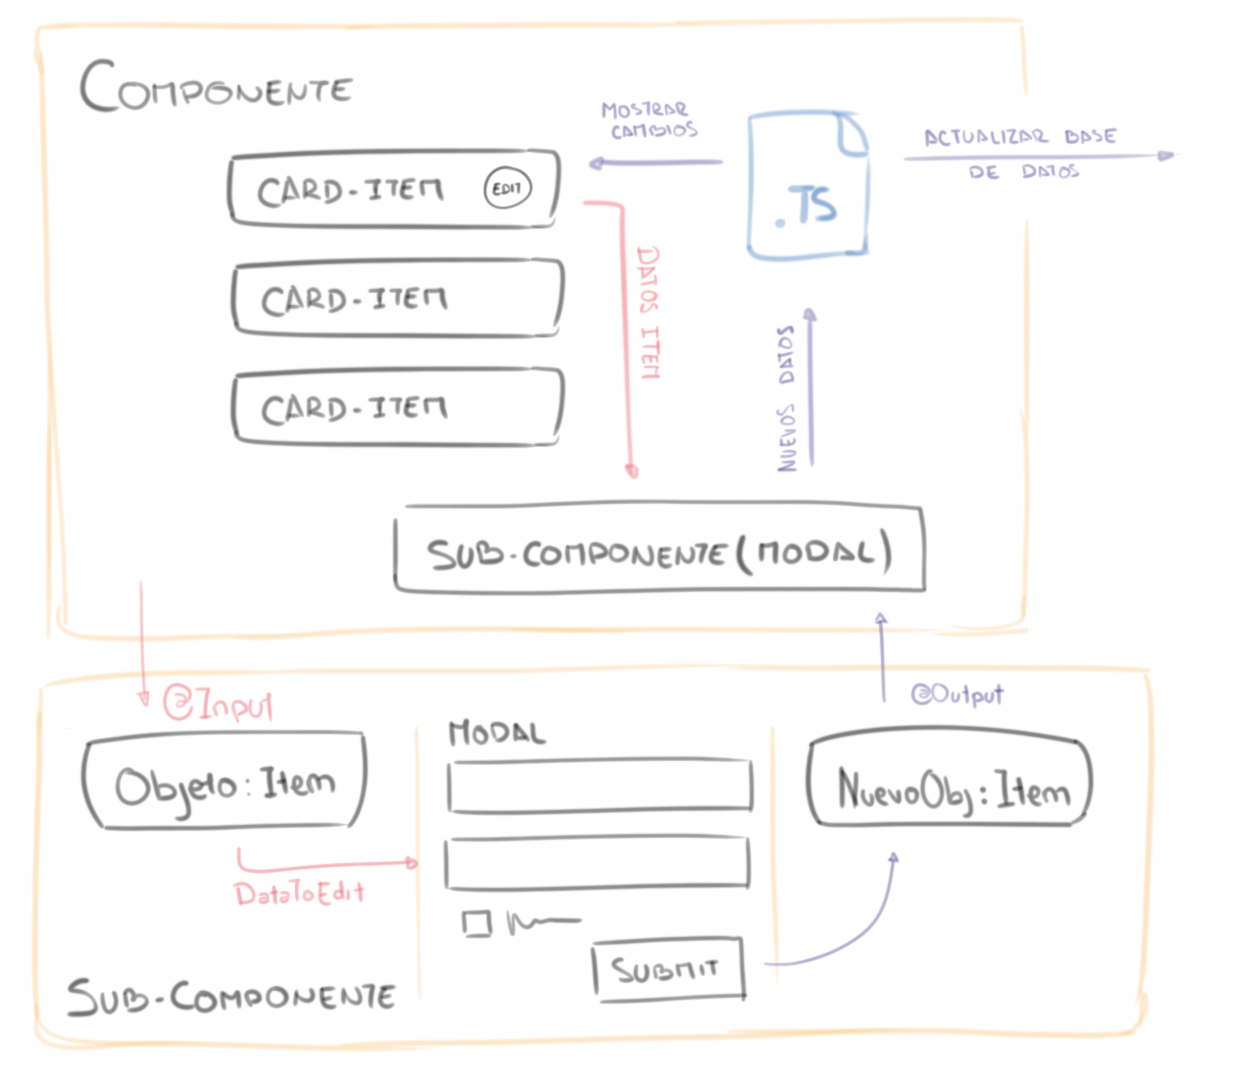 COMPONENTE
MOSTRAR
CAMBIOS
ACTUALIZAR BASE
DE DATOS
CARD-ITEM
EDIT
.TS
DATOS ITEM
CARD-ITEM
NUEVOS DATOS
CARD-ITEM
SUB-COMPONENTE (MODAL)
@Input
@Output
MODAL
Objeto: Item
NuevoObj: Item
DataToEdit
SUBMIT
SUB-COMPONENTE